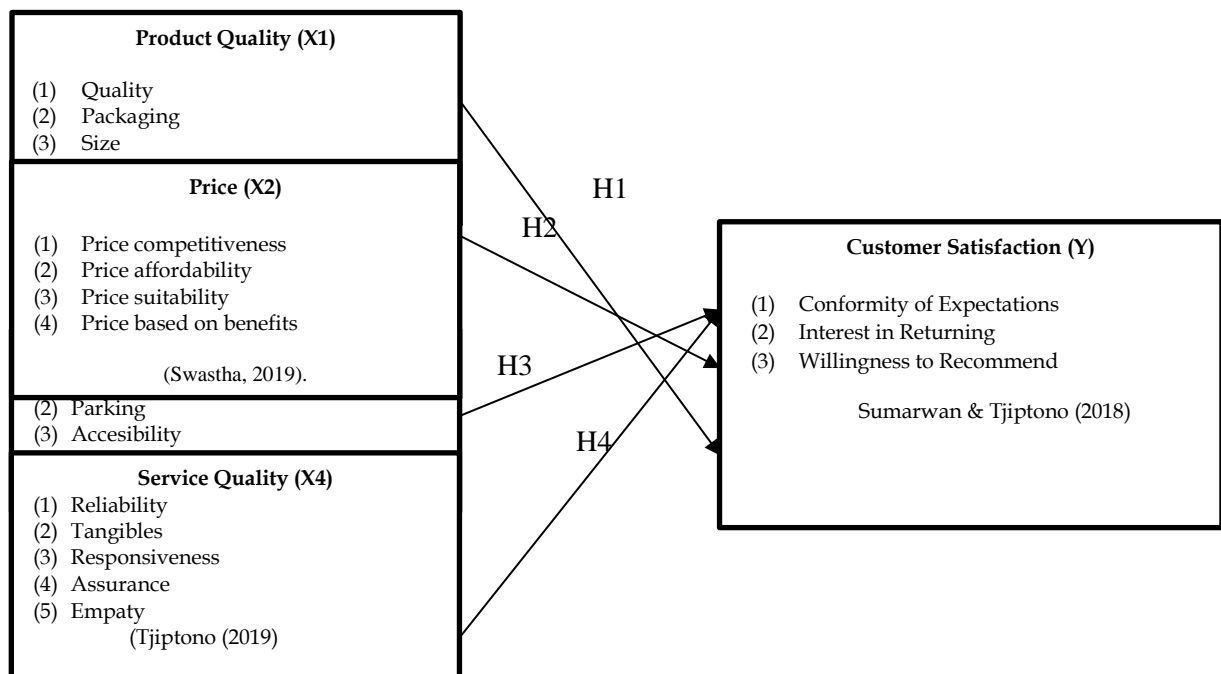 Product Quality (X1)
(1) Quality
(2) Packaging
(3) Size
Price (X2)
(1) Price competitiveness
(2) Price affordability
(3) Price suitability
(4) Price based on benefits
(Swastha, 2019).
(2) Parking
(3) Accesibility
Service Quality (X4)
(1) Reliability
(2) Tangibles
(3) Responsiveness
(4) Assurance
(5) Empaty
(Tjiptono (2019)
H1
H2
H3
H4
Customer Satisfaction (Y)
(1) Conformity of Expectations
(2) Interest in Returning
(3) Willingness to Recommend
Sumarwan & Tjiptono (2018)